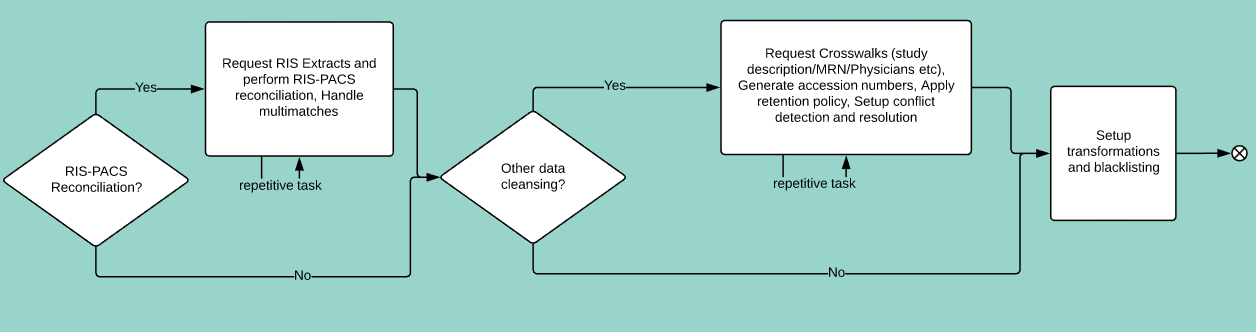 RIS-PACS
Reconciliation?
Yes
Request RIS Extracts and
perform RIS-PACS
reconciliation, Handle
multimatches
repetitive task
No
Other data
cleansing?
Yes
Request Crosswalks (study
description/MRN/Physicians etc),
Generate accession numbers, Apply
retention policy, Setup conflict
detection and resolution
repetitive task
No
Setup
transformations
and blacklisting